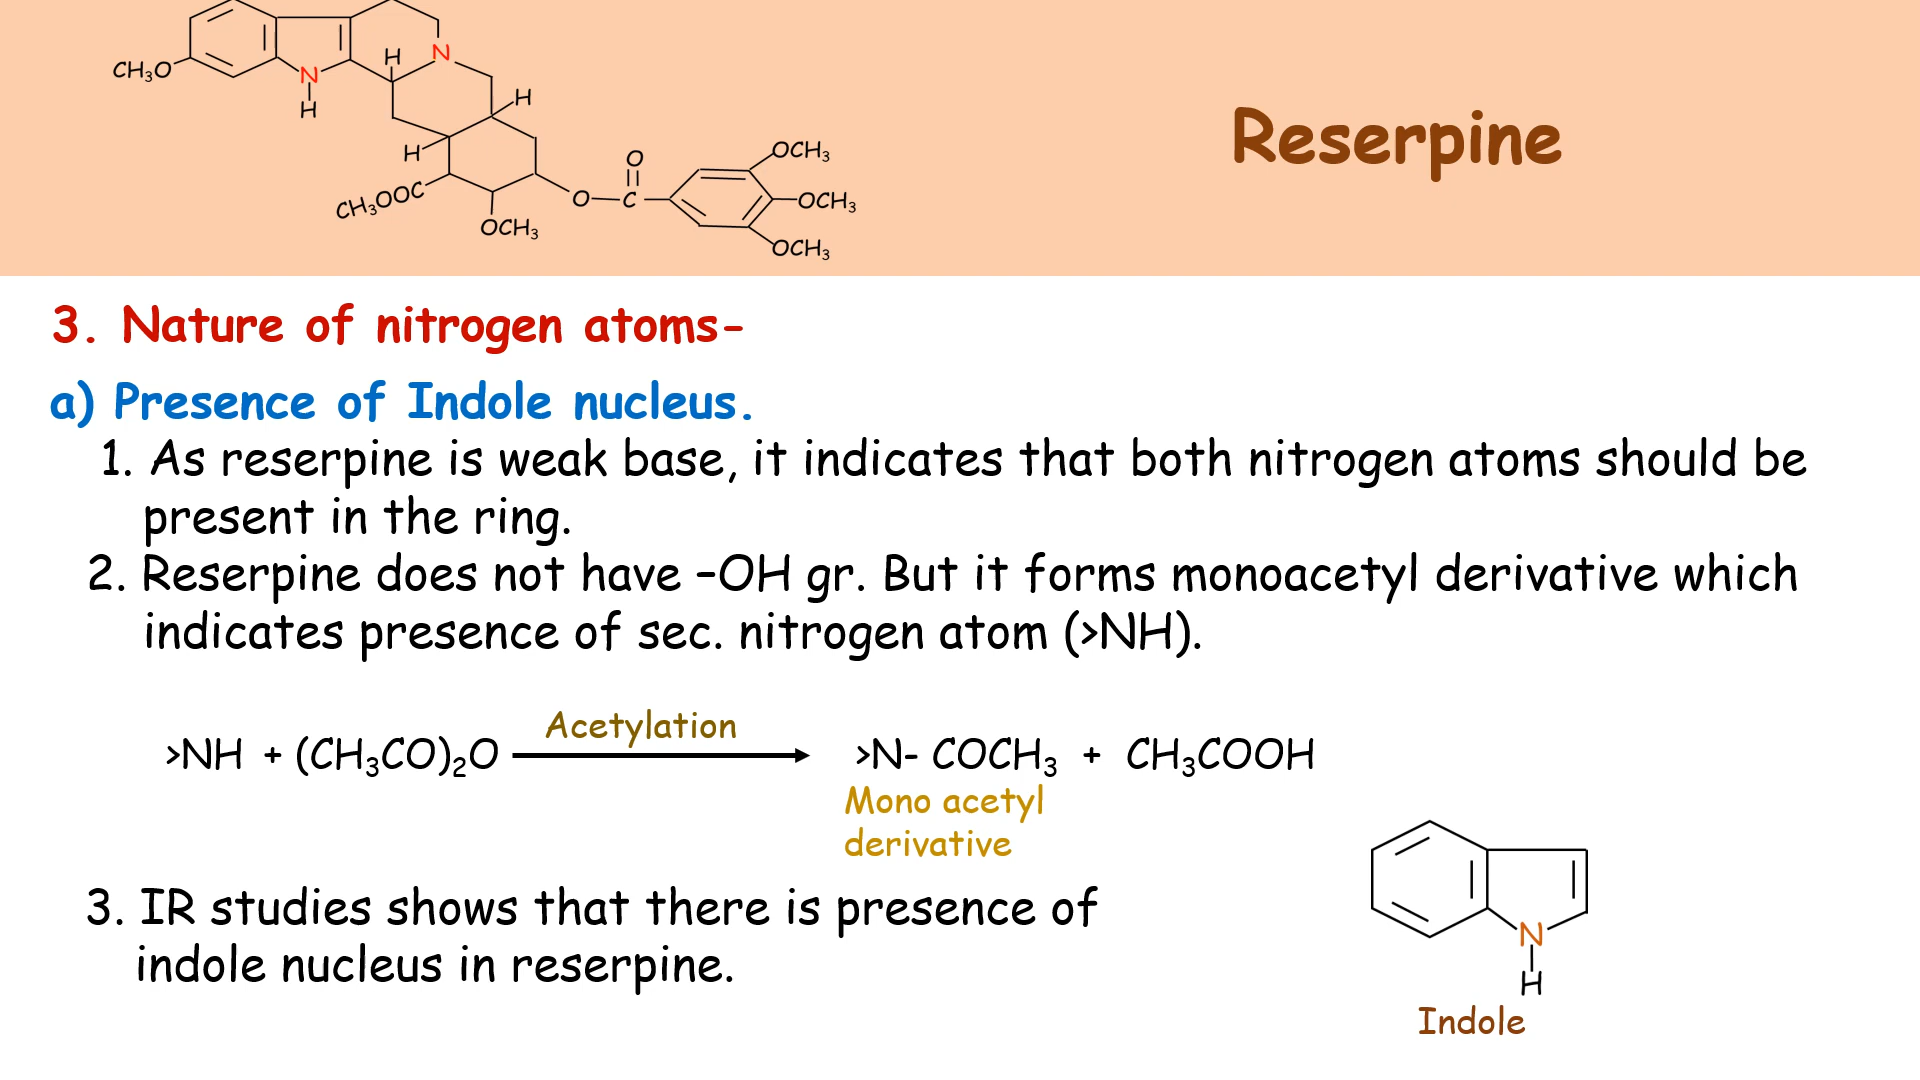 N
H
H
CH₃O
N
H
H
H
O
OCH₃
CH₃OOC
O
C
OCH₃
OCH₃
OCH₃
Reserpine
3. Nature of nitrogen atoms-
a) Presence of Indole nucleus.
1. As reserpine is weak base, it indicates that both nitrogen atoms should be
present in the ring.
2. Reserpine does not have –OH gr. But it forms monoacetyl derivative which
indicates presence of sec. nitrogen atom (>NH).
Acetylation
>NH + (CH₃CO)₂O >N- COCH₃ + CH₃COOH
Mono acetyl
derivative
3. IR studies shows that there is presence of
indole nucleus in reserpine.
N
H
Indole